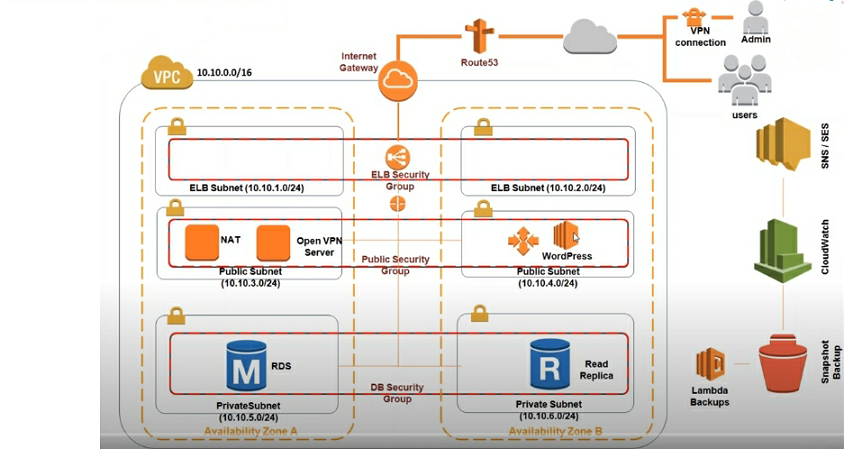 VPN
connection
Admin
Internet
Gateway
Route53
VPC
10.10.0.0/16
users
SNS / SES
ELB Security
Group
ELB Subnet (10.10.1.0/24)
ELB Subnet (10.10.2.0/24)
NAT
Open VPN
Server
WordPress
Public Security
Group
Public Subnet
(10.10.3.0/24)
Public Subnet
(10.10.4.0/24)
CloudWatch
M
RDS
R
Read
Replica
DB Security
Group
PrivateSubnet
(10.10.5.0/24)
Private Subnet
(10.10.6.0/24)
Availability Zone A
Availability Zone B
Lambda
Backups
Snapshot
Backup